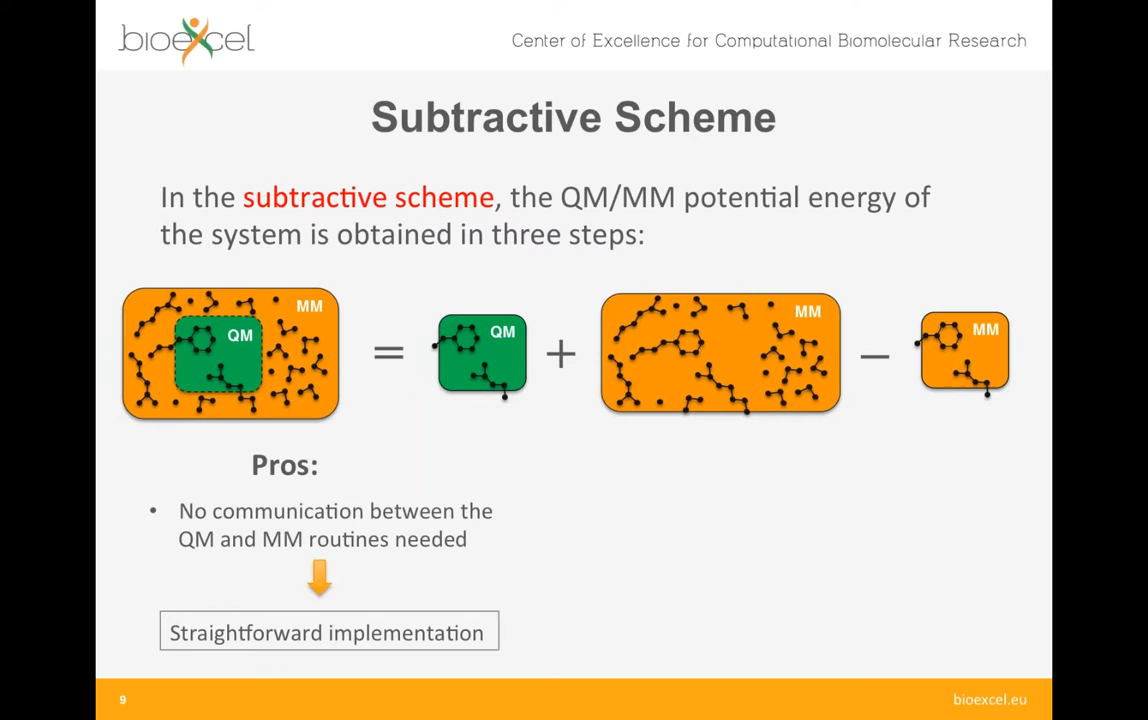 bioexcel
Center of Excellence for Computational Biomolecular Research
Subtractive Scheme
In the subtractive scheme, the QM/MM potential energy of
the system is obtained in three steps:
MM
QM
=
QM
+
MM
−
MM
Pros:
• No communication between the
QM and MM routines needed
Straightforward implementation
9
bioexcel.eu